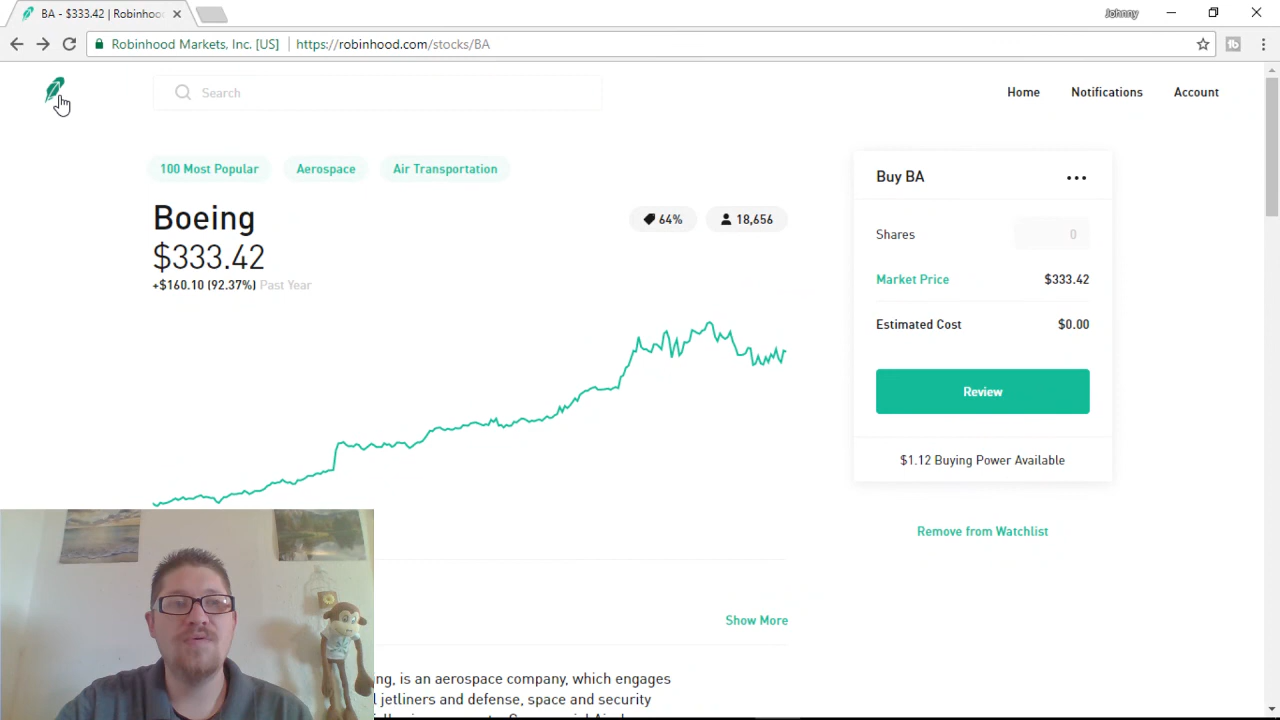 BA - $333.42 | Robinhoo
Johnny
Robinhood Markets, Inc. [US] https://robinhood.com/stocks/BA
Search
Home Notifications Account
100 Most Popular Aerospace Air Transportation
Boeing
64% 18,656
$333.42
+$160.10 (92.37%) Past Year
Buy BA
Shares 0
Market Price $333.42
Estimated Cost $0.00
Review
$1.12 Buying Power Available
Remove from Watchlist
Show More
ng, is an aerospace company, which engages
l jetliners and defense, space and security